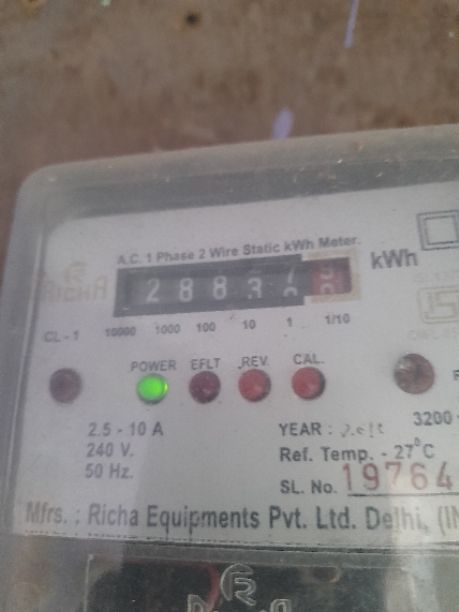 A.C. 1 Phase 2 Wire Static kWh Meter.
RICHA
2 8 8 3
kWh
CL - 1
10000 1000 100 10 1 1/10
POWER EFLT REV. CAL.
2.5 - 10 A
240 V.
50 Hz.
YEAR :
3200
Ref. Temp. - 27°C
SL. No. 19764
Mfrs. : Richa Equipments Pvt. Ltd. Delhi, (IN